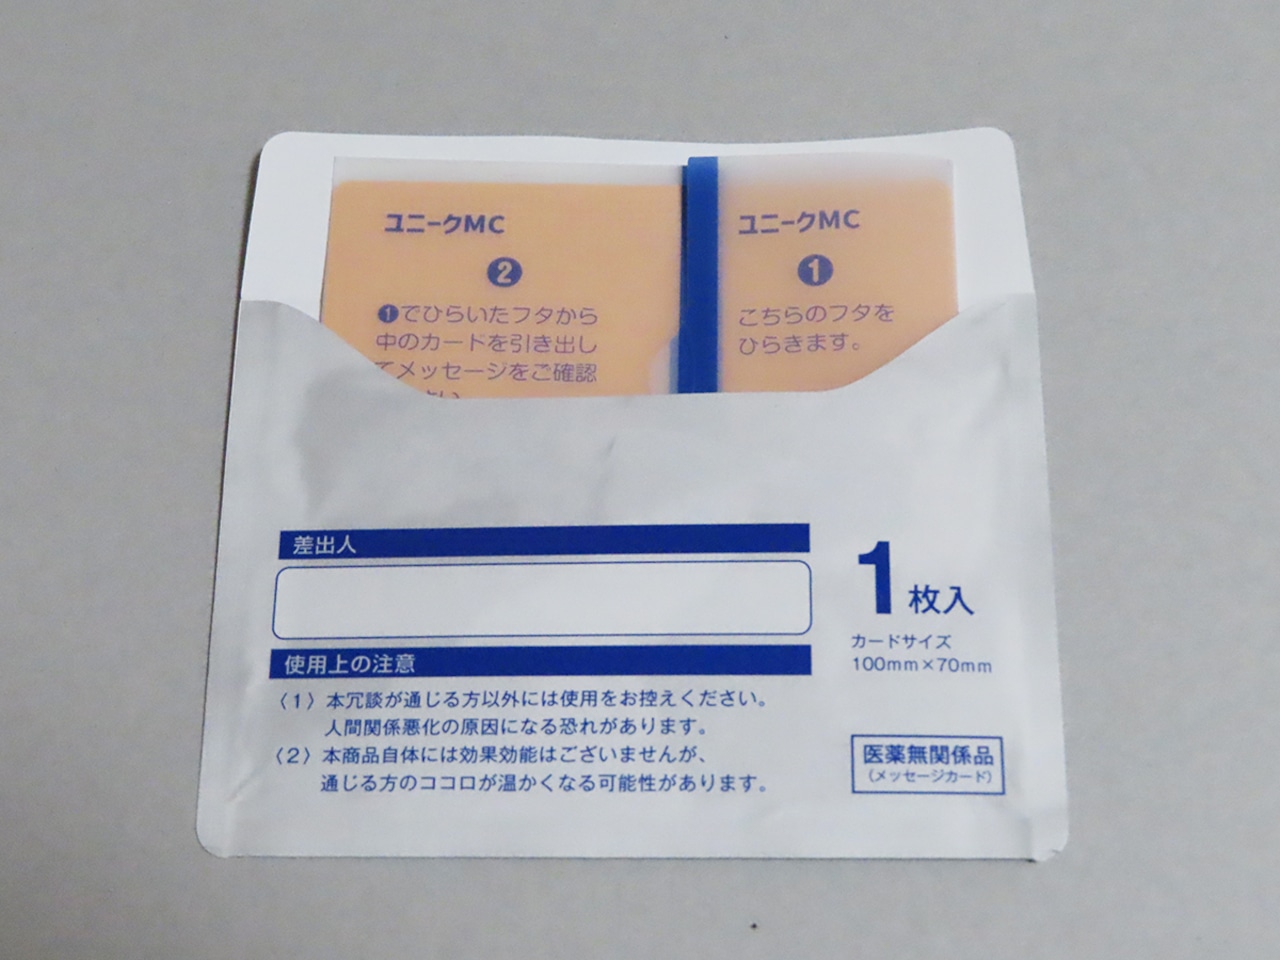 ユニークMC
2
1でひらいたフタから
中のカードを引き出し
てメッセージをご確認
ユニークMC
1
こちらのフタを
ひらきます。
差出人
使用上の注意
〈1〉本冗談が通じる方以外には使用をお控えください。
人間関係悪化の原因になる恐れがあります。
〈2〉本商品自体には効果効能はございませんが、
通じる方のココロが温かくなる可能性があります。
1枚入
カードサイズ
100mm×70mm
医薬無関係品
(メッセージカード)